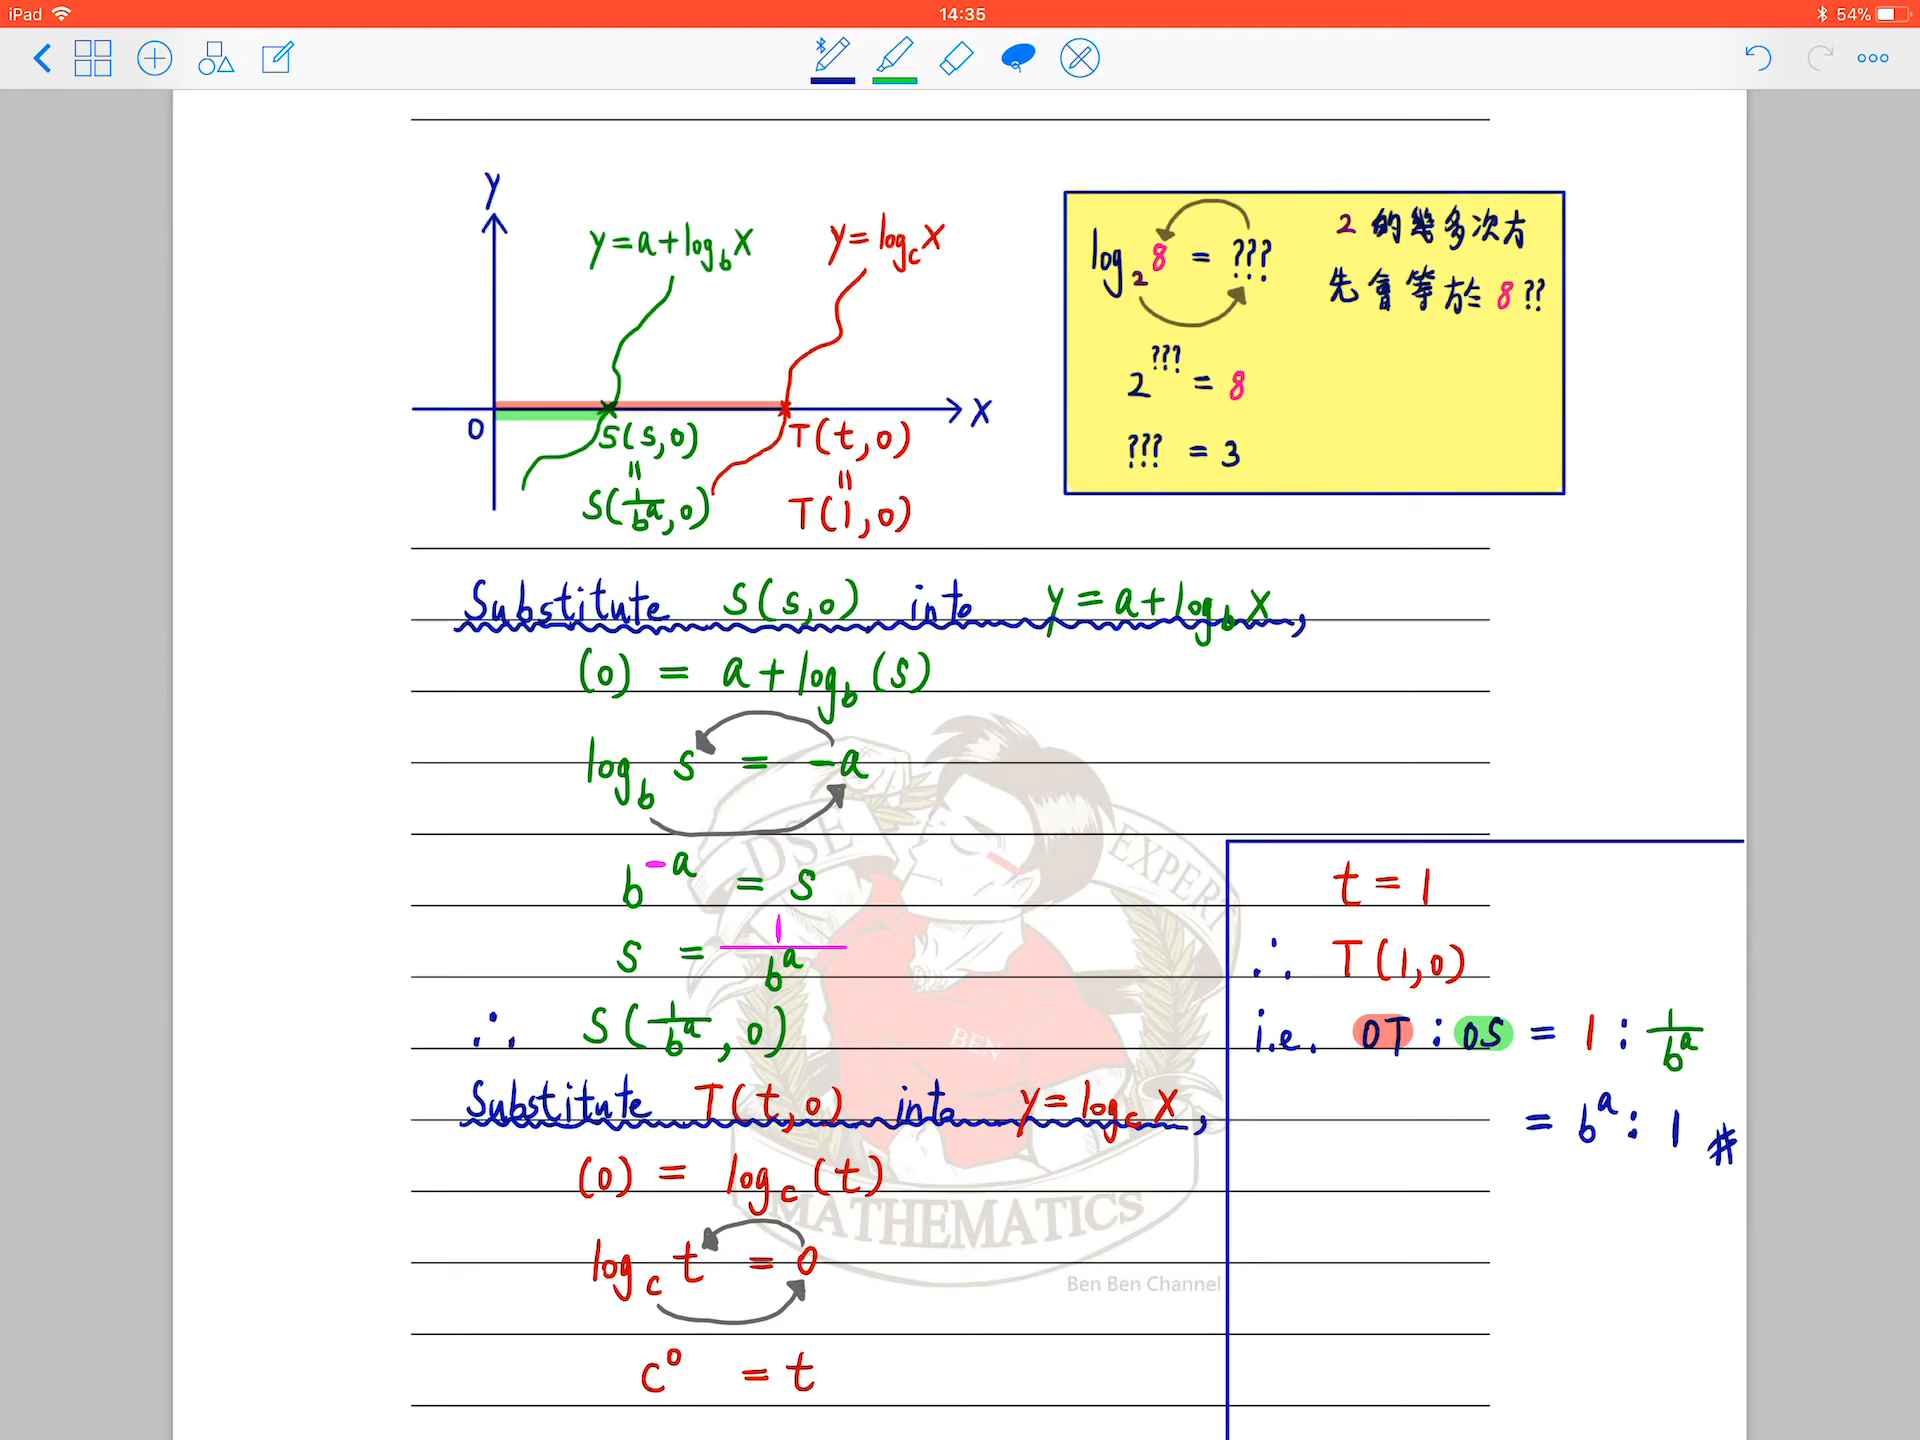 iPad
14:35
54%
Y
y=a+log_b X
y=log_c X
O
X
S(s,0)
=
S(1/b^a,0)
T(t,0)
=
T(1,0)
log_2 8 = ???
2^??? = 8
??? = 3
2 的幾多次方
先會等於 8??
Substitute S(s,0) into y=a+log_b X,
(0) = a+log_b (s)
log_b s = -a
b^-a = s
s = 1/b^a
∴ S(1/b^a, 0)
Substitute T(t,0) into y=log_c X,
(0) = log_c (t)
log_c t = 0
c^0 = t
t = 1
∴ T(1,0)
i.e. OT : OS = 1 : 1/b^a
= b^a : 1 #
DSE
EXPERT
BEN
MATHEMATICS
Ben Ben Channel